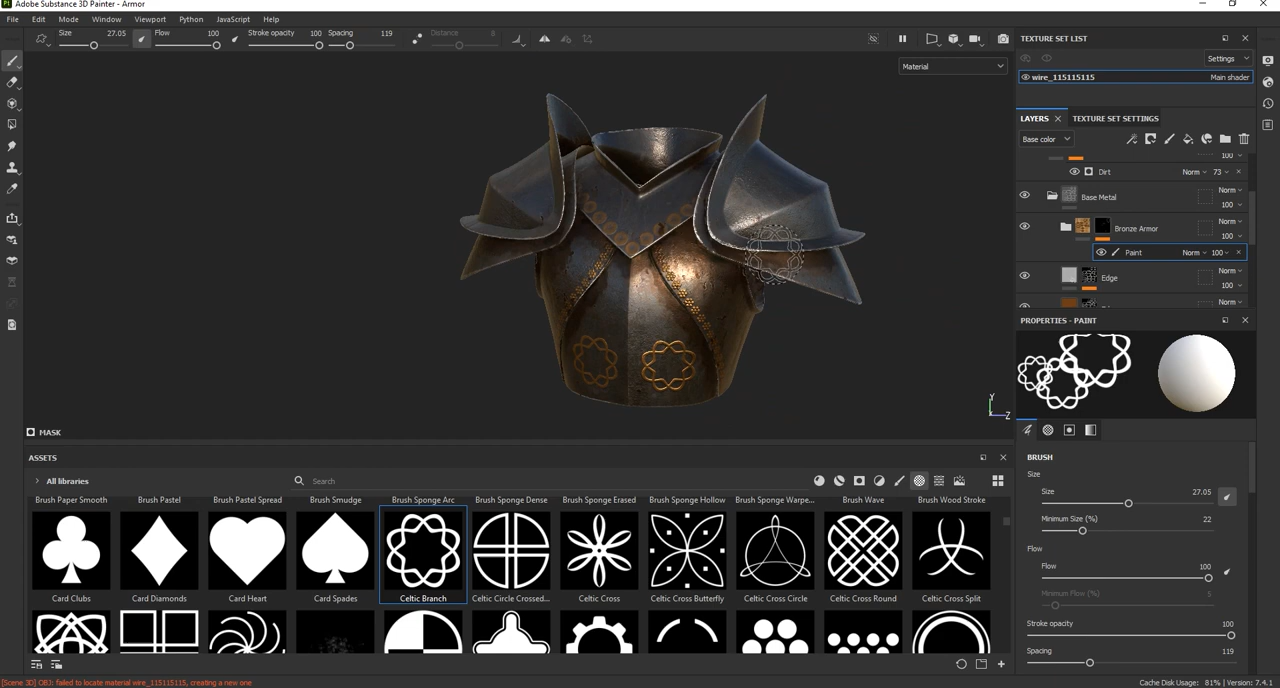 Adobe Substance 3D Painter - Armor
File Edit Mode Window Viewport Python JavaScript Help
Size 27.05 Flow 100 Stroke opacity 100 Spacing 119 Distance 8
Material
MASK
Y
Z
TEXTURE SET LIST
Settings
wire_115115115 Main shader
LAYERS TEXTURE SET SETTINGS
Base color
100
Dirt Norm 73
Base Metal Norm
100
Bronze Armor Norm
100
Paint Norm 100
Edge Norm
100
Norm
PROPERTIES - PAINT
BRUSH
Size
Size 27.05
Minimum Size (%) 22
Flow
Flow 100
Minimum Flow (%) 5
Stroke opacity 100
Spacing 119
ASSETS
All libraries Search
Brush Paper Smooth Brush Pastel Brush Pastel Spread Brush Smudge Brush Sponge Arc Brush Sponge Dense Brush Sponge Erased Brush Sponge Hollow Brush Sponge Warpe... Brush Wave Brush Wood Stroke
Card Clubs Card Diamonds Card Heart Card Spades Celtic Branch Celtic Circle Crossed... Celtic Cross Celtic Cross Butterfly Celtic Cross Circle Celtic Cross Round Celtic Cross Split
[Scene 3D] OBJ: failed to locate material wire_115115115, creating a new one
Cache Disk Usage: 81% | Version: 7.4.1